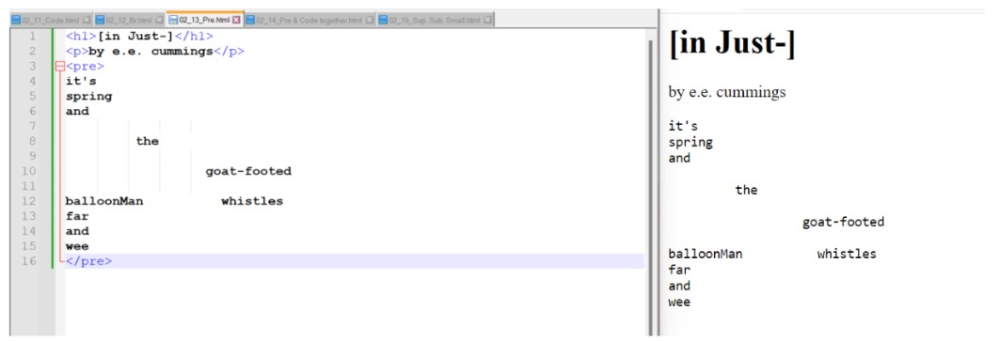 02_11_Code.html 02_12_Br.html 02_13_Pre.html 02_14_Pre & Code together.html 02_15_Sup, Sub, Small.html
1 <h1>[in Just-]</h1>
2 <p>by e.e. cummings</p>
3 <pre>
4 it's
5 spring
6 and
7
8 the
9
10 goat-footed
11
12 balloonMan whistles
13 far
14 and
15 wee
16 </pre>
[in Just-]
by e.e. cummings
it's
spring
and
the
goat-footed
balloonMan whistles
far
and
wee